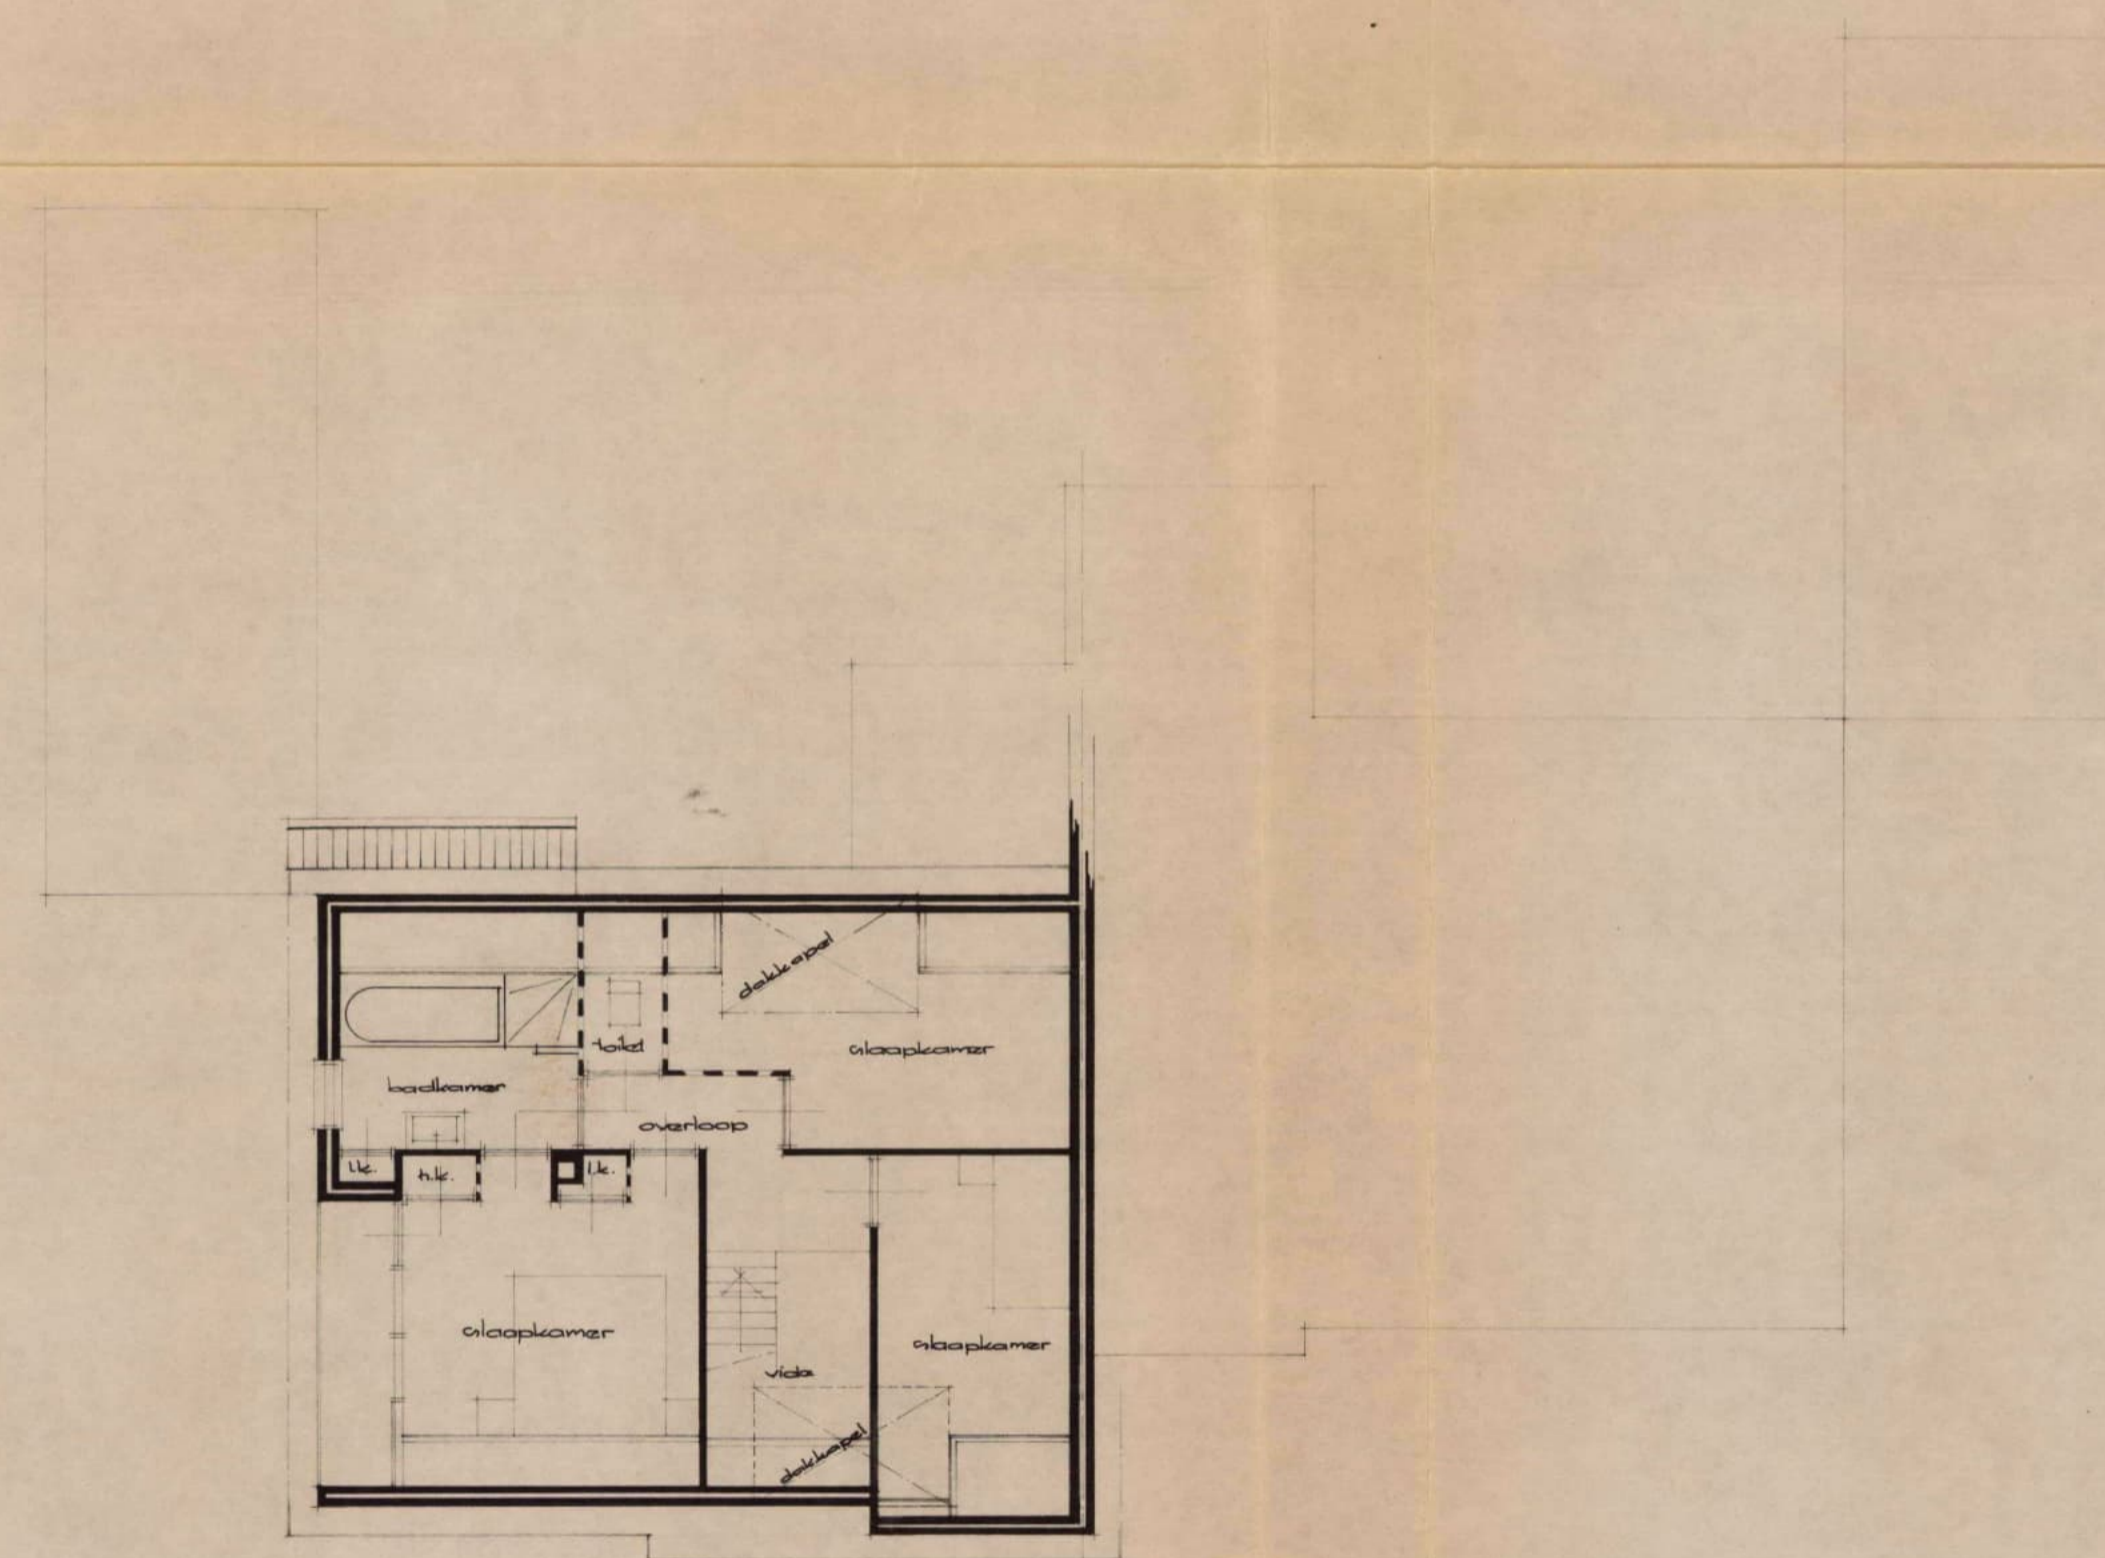 dakkapel
toilet
slaapkamer
badkamer
overloop
l.k.
h.k.
l.k.
slaapkamer
slaapkamer
vide
dakkapel